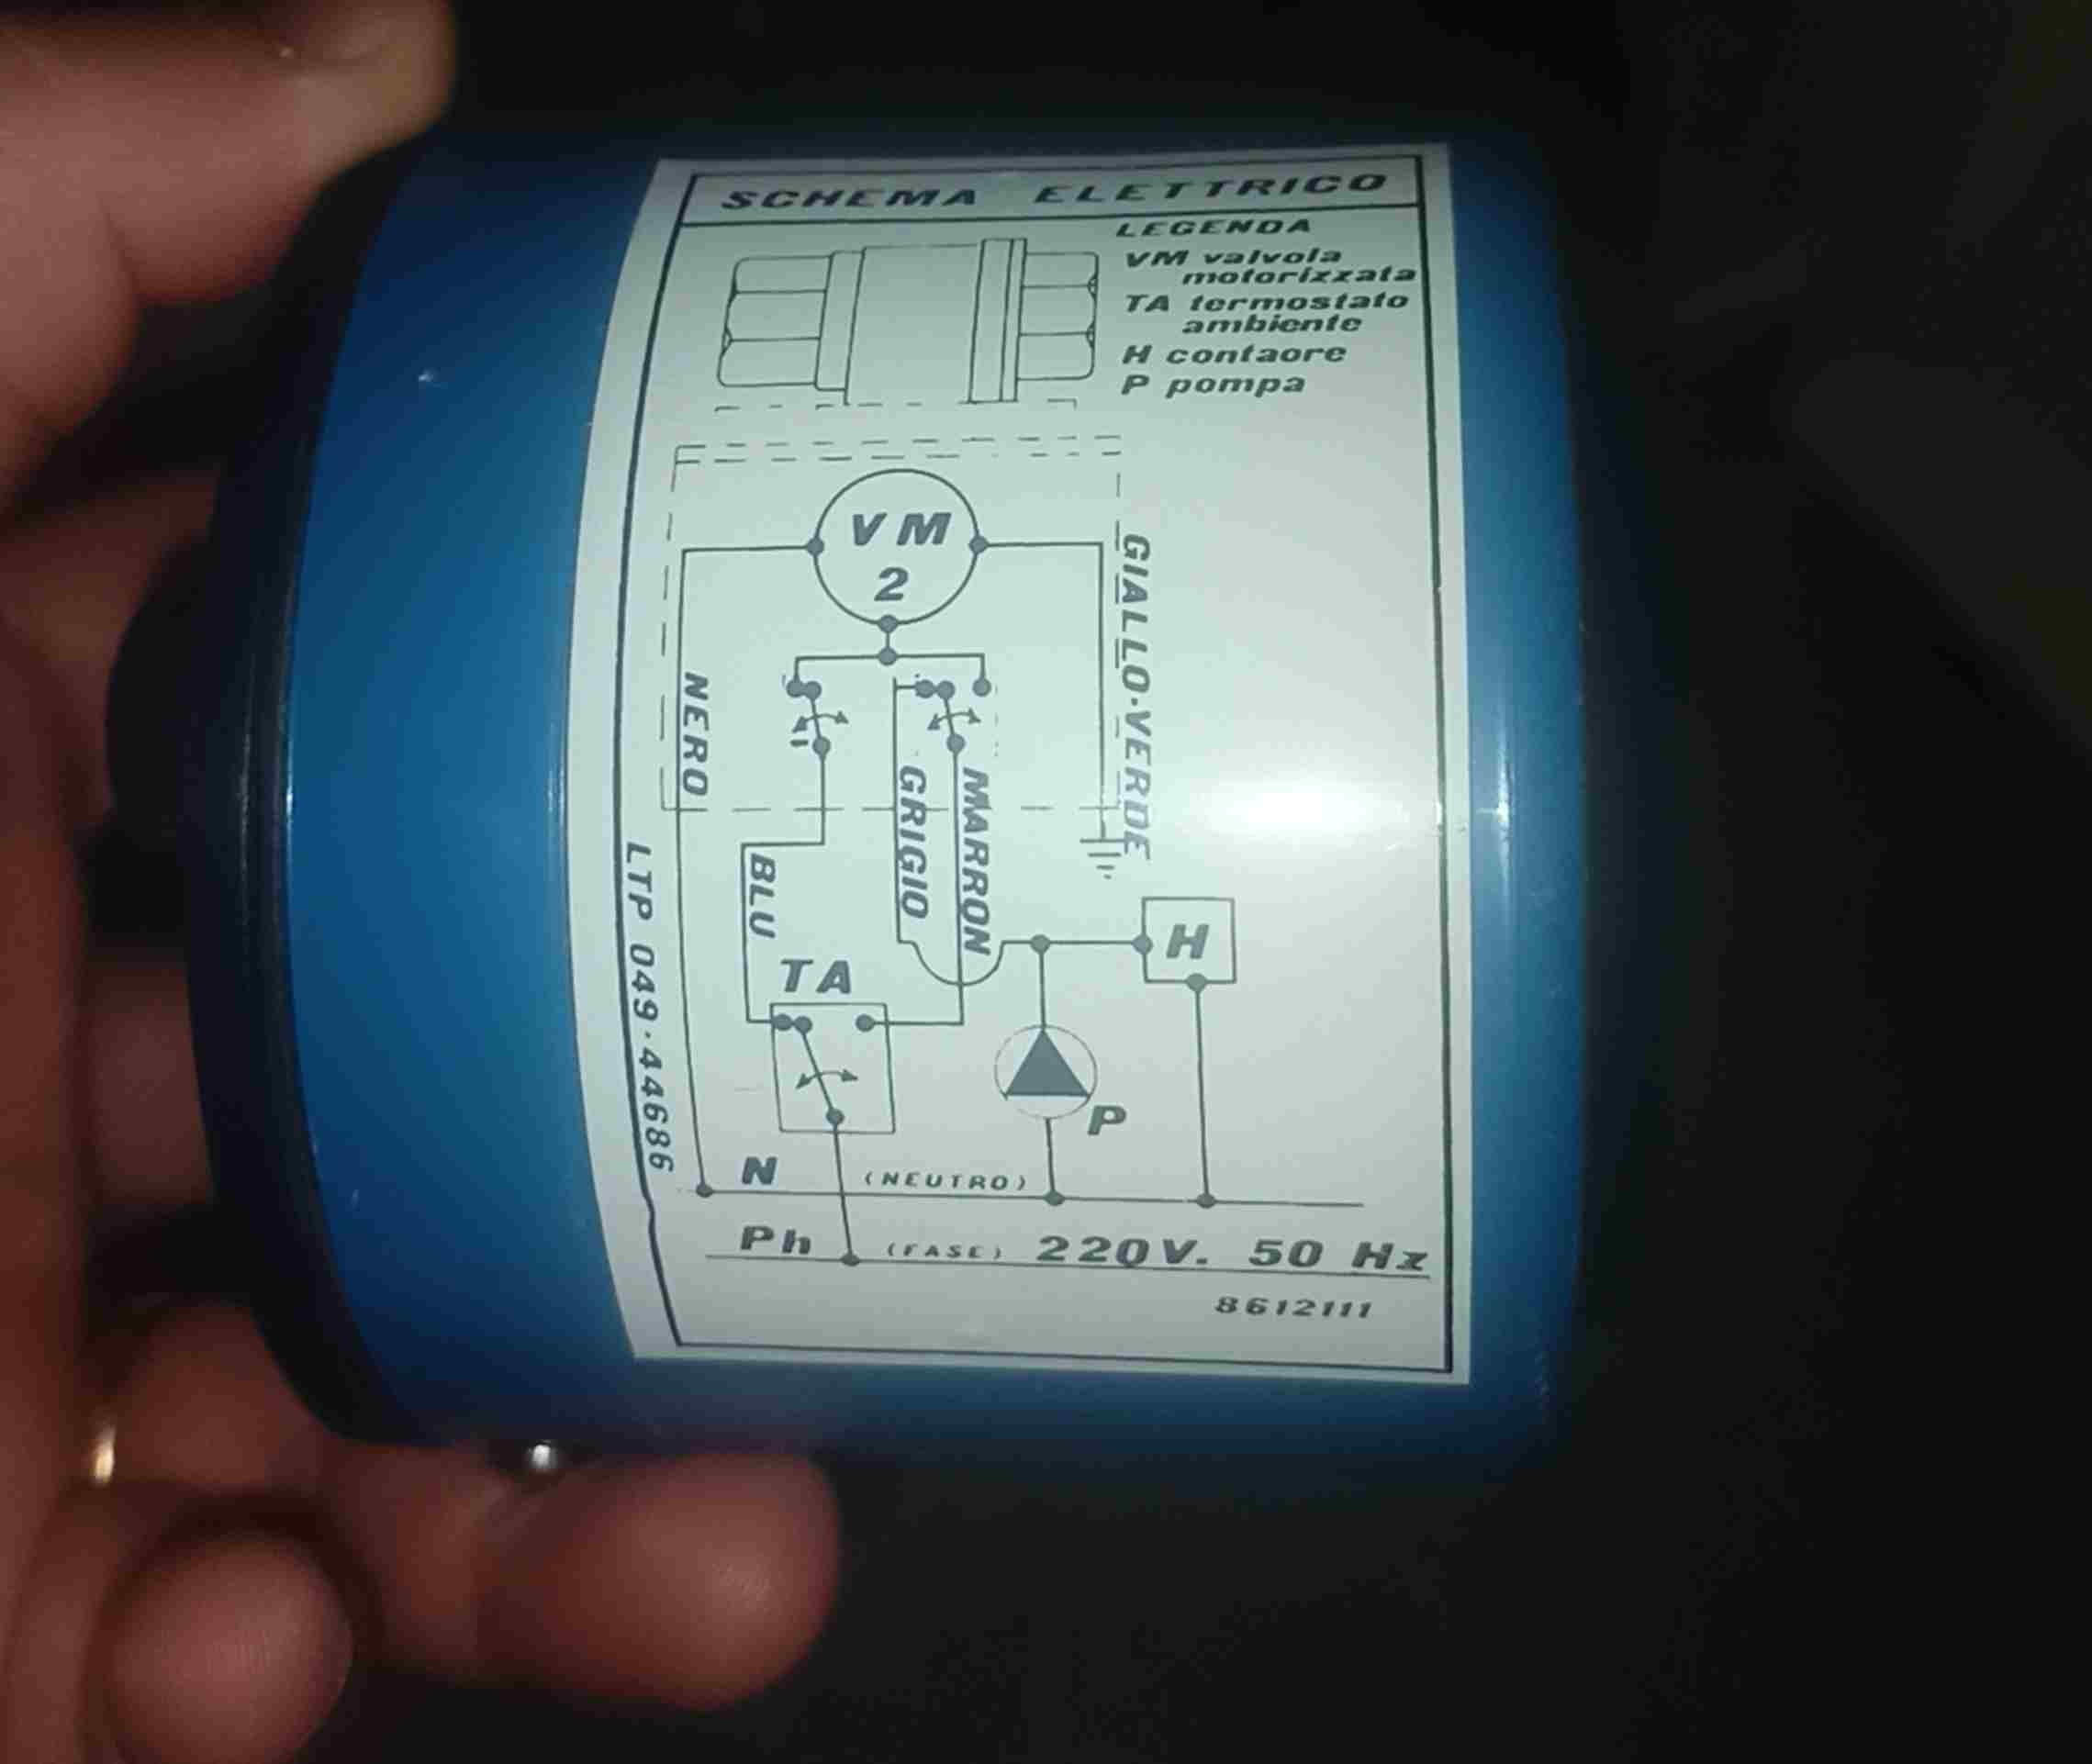 SCHEMA ELETTRICO
LEGENDA
VM valvola
motorizzata
TA termostato
ambiente
H contaore
P pompa
VM
2
GIALLO-VERDE
NERO
GRIGIO
MARRON
BLU
LTP 049·44686
H
TA
P
N (NEUTRO)
Ph (FASE) 220V. 50 Hz
8612111